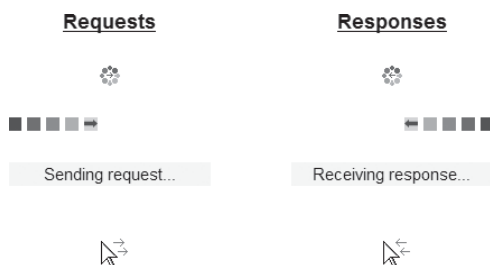 Requests
Responses
Sending request...
Receiving response...